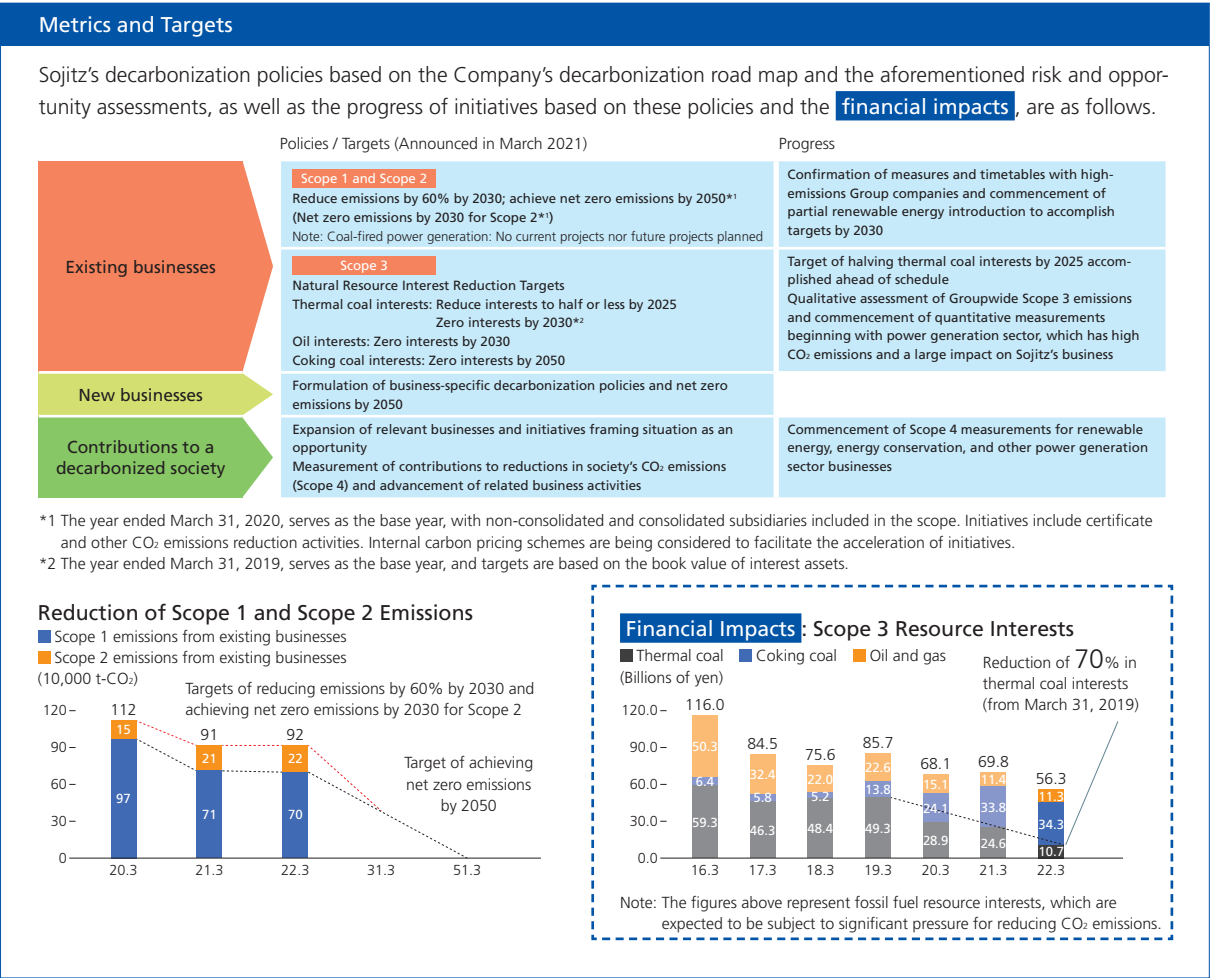 Metrics and Targets
Sojitz’s decarbonization policies based on the Company’s decarbonization road map and the aforementioned risk and oppor-
tunity assessments, as well as the progress of initiatives based on these policies and the financial impacts, are as follows.
Policies / Targets (Announced in March 2021)
Progress
Existing businesses
Scope 1 and Scope 2
Reduce emissions by 60% by 2030; achieve net zero emissions by 2050*1
(Net zero emissions by 2030 for Scope 2*1)
Note: Coal-fired power generation: No current projects nor future projects planned
Confirmation of measures and timetables with high-
emissions Group companies and commencement of
partial renewable energy introduction to accomplish
targets by 2030
Scope 3
Natural Resource Interest Reduction Targets
Thermal coal interests: Reduce interests to half or less by 2025
Zero interests by 2030*2
Oil interests: Zero interests by 2030
Coking coal interests: Zero interests by 2050
Target of halving thermal coal interests by 2025 accom-
plished ahead of schedule
Qualitative assessment of Groupwide Scope 3 emissions
and commencement of quantitative measurements
beginning with power generation sector, which has high
CO2 emissions and a large impact on Sojitz’s business
New businesses
Formulation of business-specific decarbonization policies and net zero
emissions by 2050
Contributions to a
decarbonized society
Expansion of relevant businesses and initiatives framing situation as an
opportunity
Measurement of contributions to reductions in society’s CO2 emissions
(Scope 4) and advancement of related business activities
Commencement of Scope 4 measurements for renewable
energy, energy conservation, and other power generation
sector businesses
*1 The year ended March 31, 2020, serves as the base year, with non-consolidated and consolidated subsidiaries included in the scope. Initiatives include certificate
and other CO2 emissions reduction activities. Internal carbon pricing schemes are being considered to facilitate the acceleration of initiatives.
*2 The year ended March 31, 2019, serves as the base year, and targets are based on the book value of interest assets.
Reduction of Scope 1 and Scope 2 Emissions
Scope 1 emissions from existing businesses
Scope 2 emissions from existing businesses
(10,000 t-CO2)
Targets of reducing emissions by 60% by 2030 and
achieving net zero emissions by 2030 for Scope 2
Target of achieving
net zero emissions
by 2050
120
90
60
30
0
112
15
97
91
21
71
92
22
70
20.3 21.3 22.3 31.3 51.3
Financial Impacts: Scope 3 Resource Interests
Thermal coal Coking coal Oil and gas
(Billions of yen)
Reduction of 70% in
thermal coal interests
(from March 31, 2019)
120.0
90.0
60.0
30.0
0.0
116.0
50.3
6.4
59.3
84.5
32.4
5.8
46.3
75.6
22.0
5.2
48.4
85.7
22.6
13.8
49.3
68.1
15.1
24.1
28.9
69.8
11.4
33.8
24.6
56.3
11.3
34.3
10.7
16.3 17.3 18.3 19.3 20.3 21.3 22.3
Note: The figures above represent fossil fuel resource interests, which are
expected to be subject to significant pressure for reducing CO2 emissions.